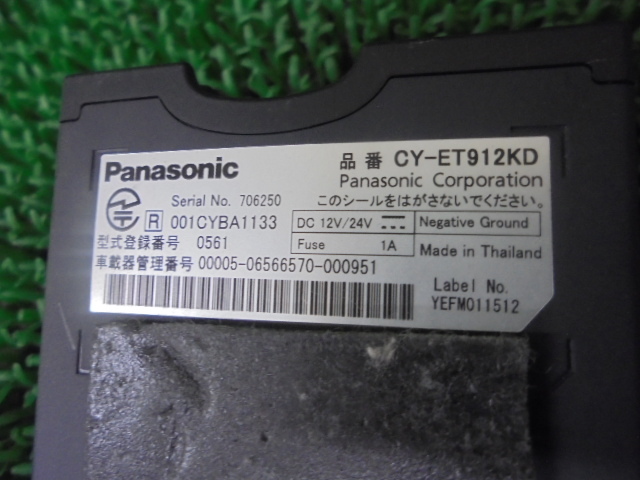 Panasonic 品番 CY-ET912KD
Panasonic Corporation
Serial No. 706250 このシールをはがさないでください。
R 001CYBA1133 DC 12V/24V Negative Ground
型式登録番号 0561 Fuse 1A Made in Thailand
車載器管理番号 00005-06566570-000951
Label No.
YEFM011512